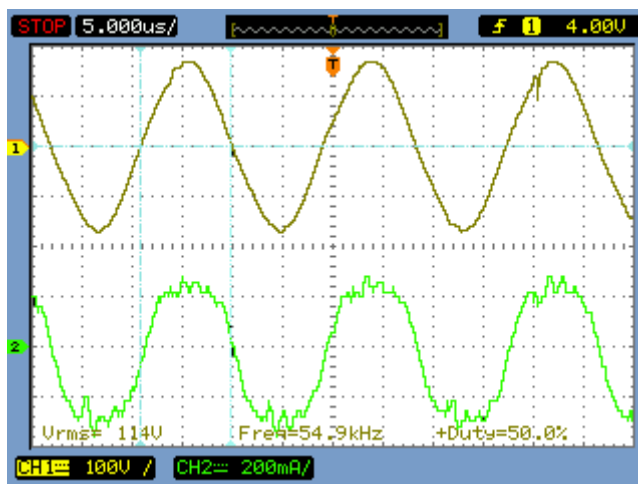 STOP 5.000us/ T 1 4.00V
T
1
2
Vrms= 114V Freq=54.9kHz +Duty=50.0%
CH1 100V / CH2 200mA/